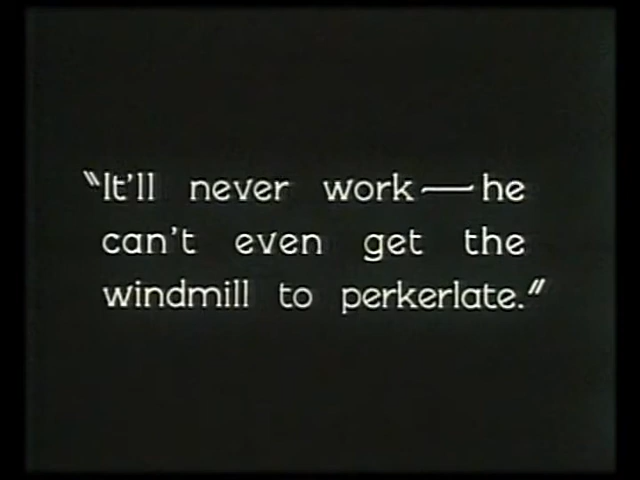 "It'll never work — he
can't even get the
windmill to perkerlate."